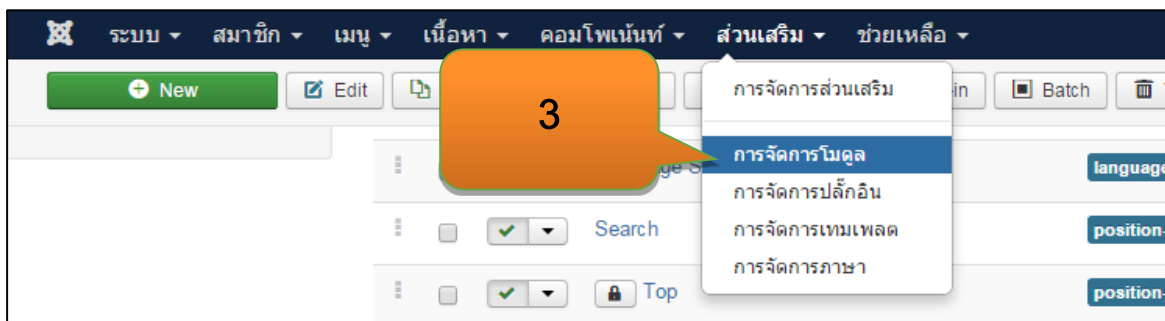 ระบบ สมาชิก เมนู เนื้อหา คอมโพเน้นท์ ส่วนเสริม ช่วยเหลือ
New Edit Batch
การจัดการส่วนเสริม
3
การจัดการโมดูล
language
การจัดการปลั๊กอิน
Search การจัดการเทมเพลต position-
การจัดการภาษา
Top position-